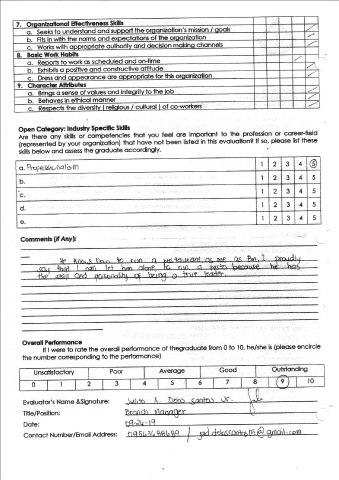 7. Organizational Effectiveness Skills
a. Seeks to understand and support the organization's mission / goals
b. Fits in with the norms and expectations of the organization
c. Works with appropriate authority and decision making channels
8. Basic Work Habits
a. Reports to work as scheduled and on-time
b. Exhibits a positive and constructive attitude
c. Dress and appearance are appropriate for this organization
9. Character Attributes
a. Brings a sense of values and integrity to the job
b. Behaves in ethical manner
c. Respects the diversity ( religious / cultural ) of co-workers
Open Category: Industry Specific Skills
Are there any skills or competencies that you feel are important to the profession or career-field
(represented by your organization) that have not been listed in this evaluation? If so, please list these
skills below and assess the graduate accordingly.
a. Professionalism 1 2 3 4 5
b. 1 2 3 4 5
c. 1 2 3 4 5
d. 1 2 3 4 5
e. 1 2 3 4 5
Comments (if Any):
He knows how to run a restaurant, as me as Bm, I proudly
say that I can let him alone to run a resto because he has
the skill and personality of being a true leader.
Overall Performance
If I were to rate the overall performance of thegraduate from 0 to 10, he/she is (please encircle
the number corresponding to the performance)
Unsatisfactory Poor Average Good Outstanding
0 1 2 3 4 5 6 7 8 9 10
Evaluator's Name &Signature: Julito A. Delos Santos Jr.
Title/Position: Branch Manager
Date: 09-26-19
Contact Number/Email Address: @gmail.com